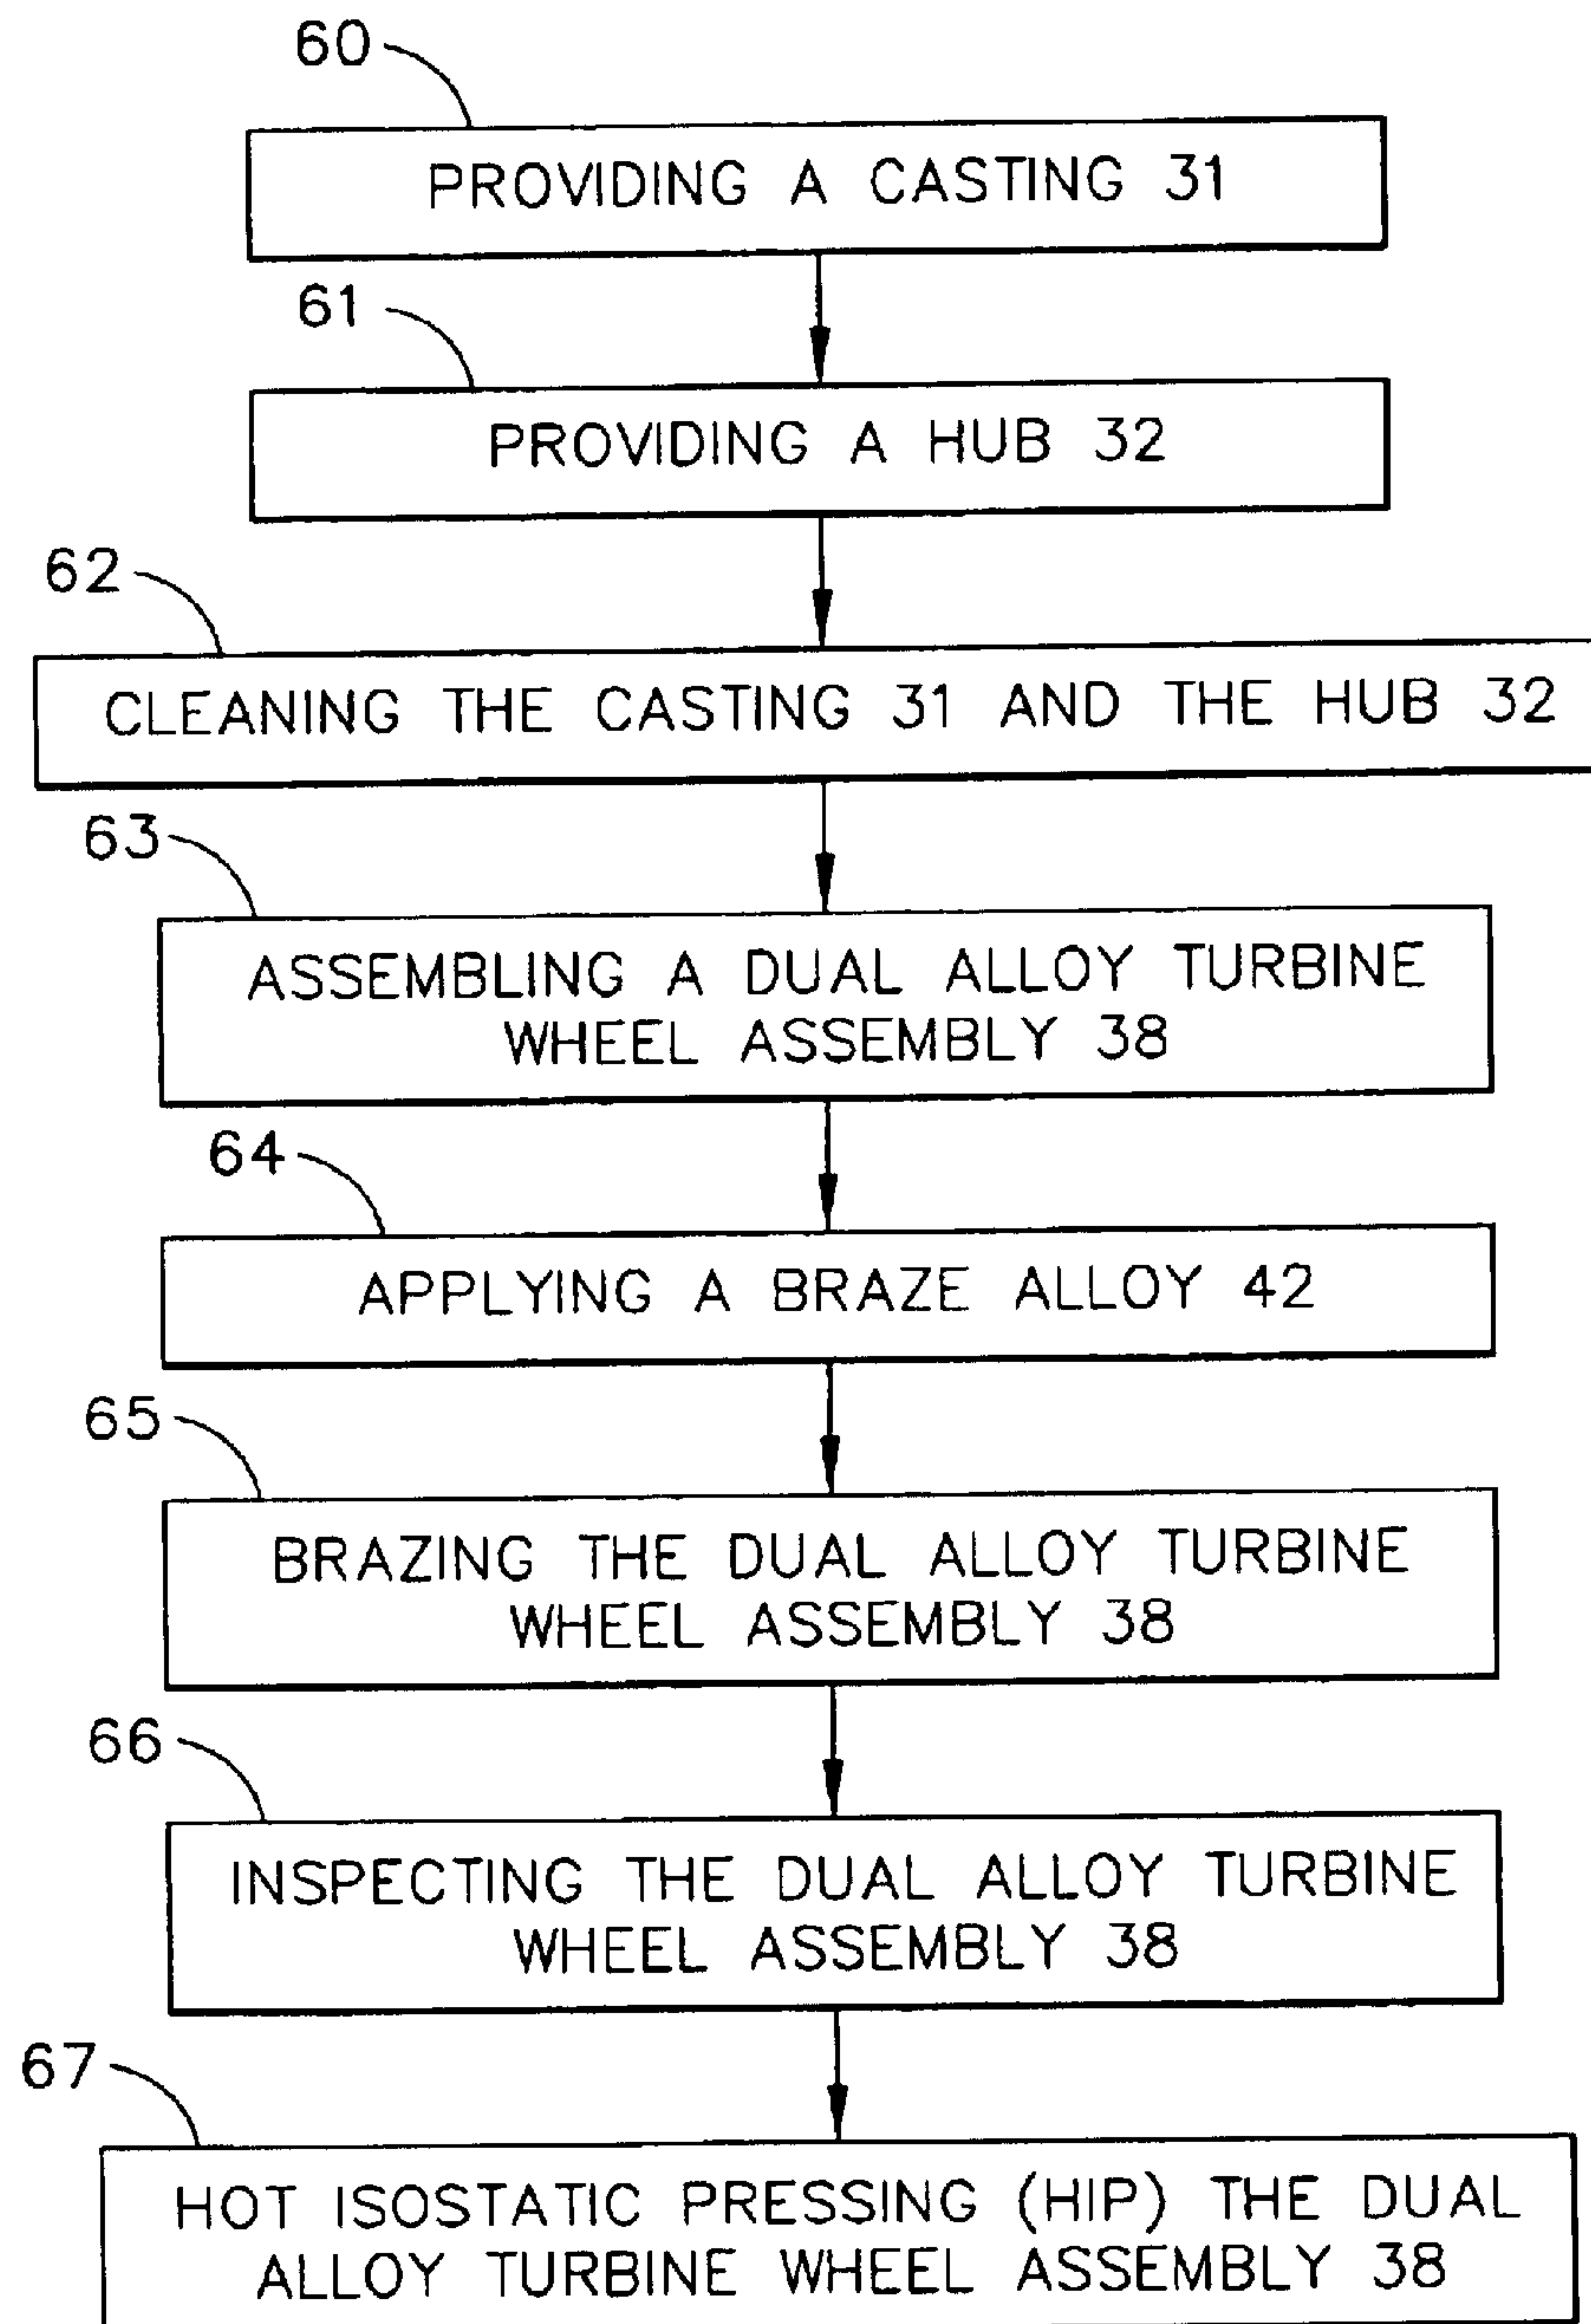 60
PROVIDING A CASTING 31
61
PROVIDING A HUB 32
62
CLEANING THE CASTING 31 AND THE HUB 32
63
ASSEMBLING A DUAL ALLOY TURBINE
WHEEL ASSEMBLY 38
64
APPLYING A BRAZE ALLOY 42
65
BRAZING THE DUAL ALLOY TURBINE
WHEEL ASSEMBLY 38
66
INSPECTING THE DUAL ALLOY TURBINE
WHEEL ASSEMBLY 38
67
HOT ISOSTATIC PRESSING (HIP) THE DUAL
ALLOY TURBINE WHEEL ASSEMBLY 38